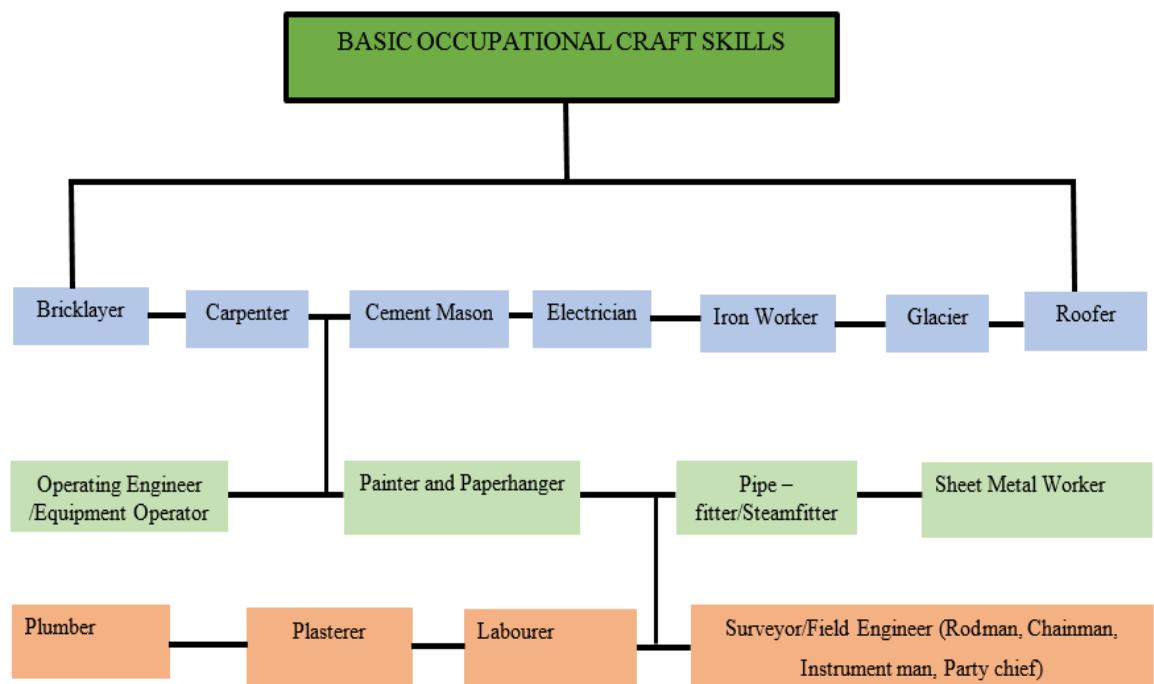 BASIC OCCUPATIONAL CRAFT SKILLS
Bricklayer
Carpenter
Cement Mason
Electrician
Iron Worker
Glacier
Roofer
Operating Engineer
/Equipment Operator
Painter and Paperhanger
Pipe –
fitter/Steamfitter
Sheet Metal Worker
Plumber
Plasterer
Labourer
Surveyor/Field Engineer (Rodman, Chainman,
Instrument man, Party chief)